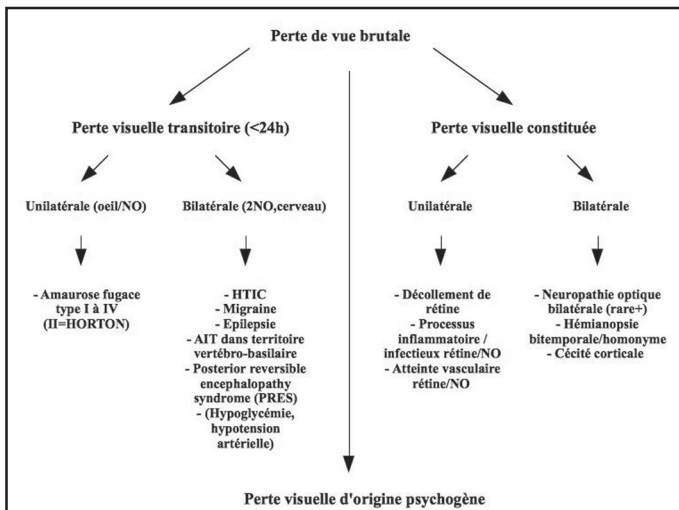 Perte de vue brutale
Perte visuelle transitoire (<24h)
Perte visuelle constituée
Unilatérale (oeil/NO)
Bilatérale (2NO,cerveau)
Unilatérale
Bilatérale
- Amaurose fugace
type I à IV
(II=HORTON)
- HTIC
- Migraine
- Epilepsie
- AIT dans territoire
vertébro-basilaire
- Posterior reversible
encephalopathy
syndrome (PRES)
- (Hypoglycémie,
hypotension
artérielle)
- Décollement de
rétine
- Processus
inflammatoire /
infectieux rétine/NO
- Atteinte vasculaire
rétine/NO
- Neuropathie optique
bilatérale (rare+)
- Hémianopsie
bitemporale/homonyme
- Cécité corticale
Perte visuelle d'origine psychogène